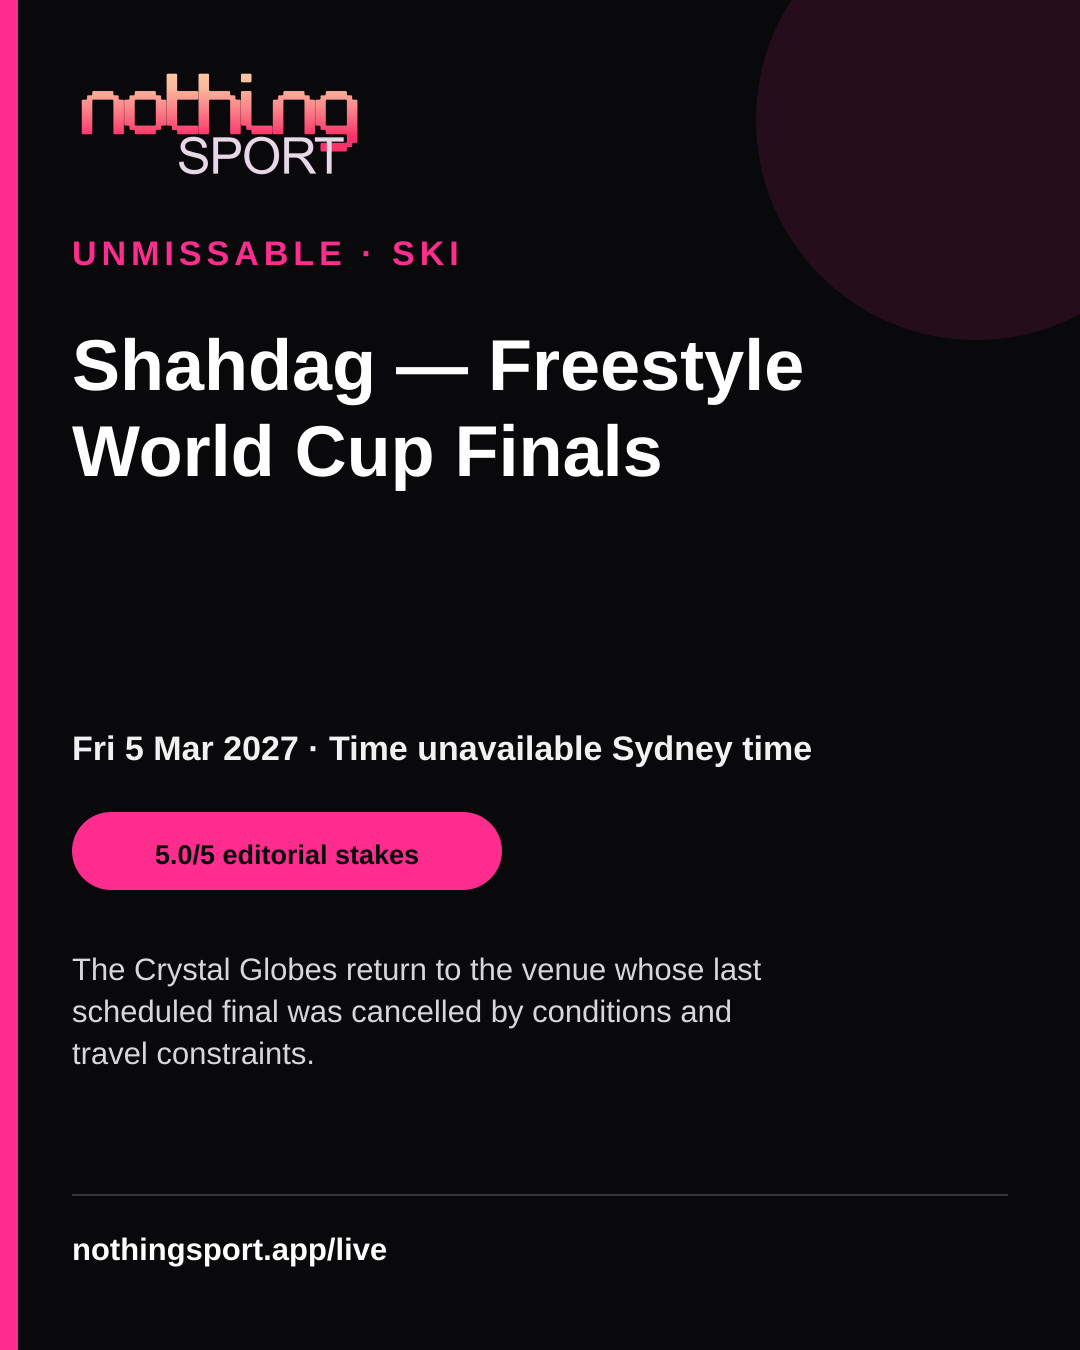 nothing
SPORT
UNMISSABLE · SKI
Shahdag — Freestyle
World Cup Finals
Fri 5 Mar 2027 · Time unavailable Sydney time
5.0/5 editorial stakes
The Crystal Globes return to the venue whose last
scheduled final was cancelled by conditions and
travel constraints.
nothingsport.app/live